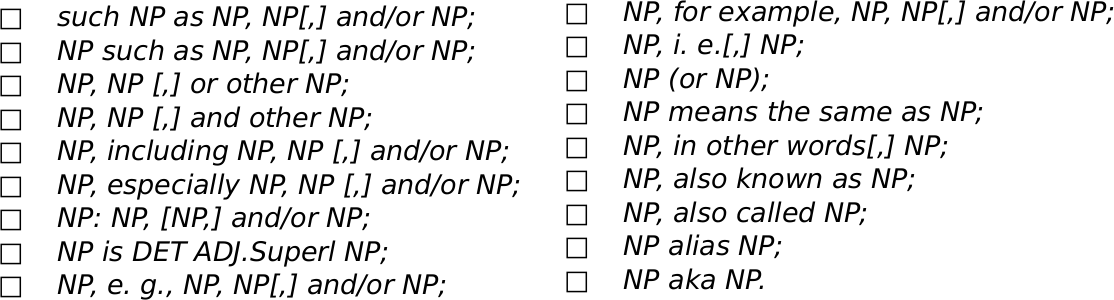 ☐ such NP as NP, NP[,] and/or NP;
☐ NP such as NP, NP[,] and/or NP;
☐ NP, NP [,] or other NP;
☐ NP, NP [,] and other NP;
☐ NP, including NP, NP [,] and/or NP;
☐ NP, especially NP, NP [,] and/or NP;
☐ NP: NP, [NP,] and/or NP;
☐ NP is DET ADJ.Superl NP;
☐ NP, e. g., NP, NP[,] and/or NP;
☐ NP, for example, NP, NP[,] and/or NP;
☐ NP, i. e.[,] NP;
☐ NP (or NP);
☐ NP means the same as NP;
☐ NP, in other words[,] NP;
☐ NP, also known as NP;
☐ NP, also called NP;
☐ NP alias NP;
☐ NP aka NP.